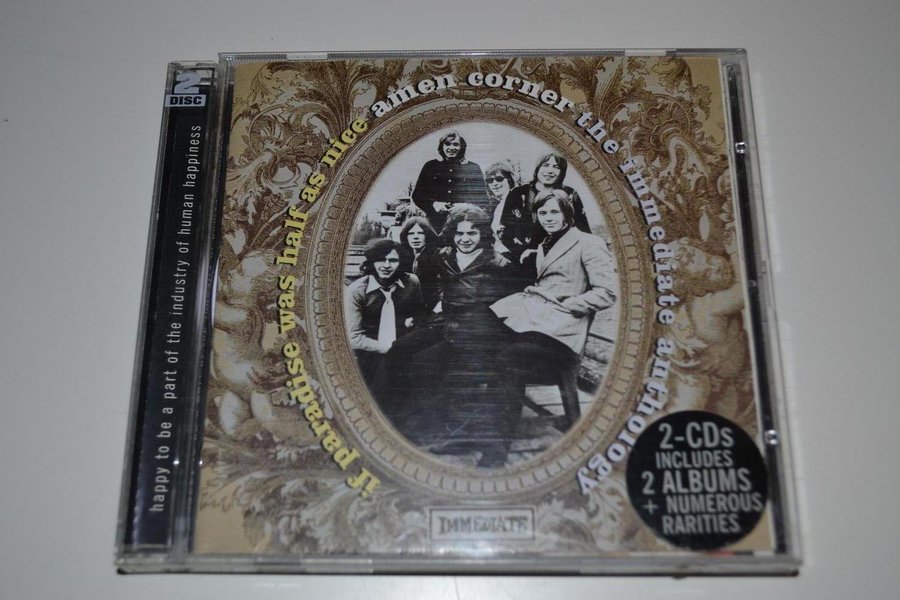 2
DISC
happy to be a part of the industry of human happiness
if paradise was half as nice amen corner the immediate anthology
2-CDs
INCLUDES
2 ALBUMS
+ NUMEROUS
RARITIES
IMMEDIATE